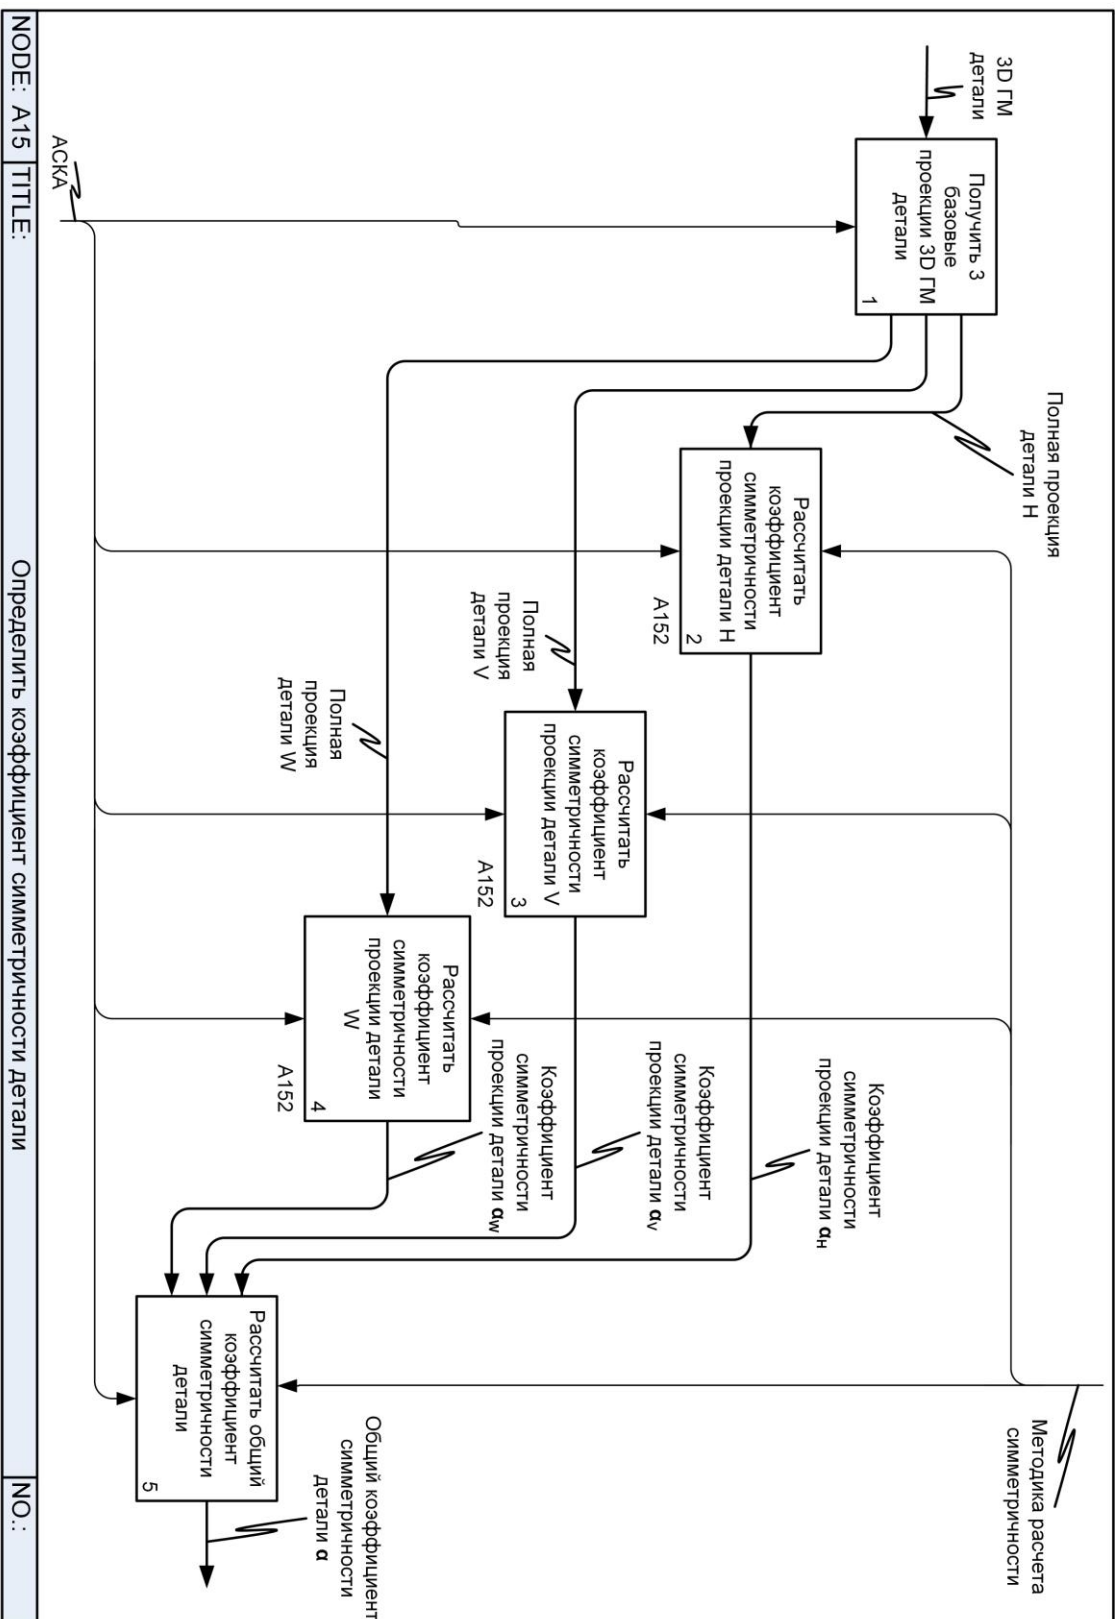 3D ГМ
детали
Получить 3
базовые
проекции 3D ГМ
детали
1
Полная проекция
детали H
Рассчитать
коэффициент
симметричности
проекции детали H
2
A152
Полная
проекция
детали V
Рассчитать
коэффициент
симметричности
проекции детали V
3
A152
Полная
проекция
детали W
Рассчитать
коэффициент
симметричности
проекции детали
W
4
A152
Коэффициент
симметричности
проекции детали αH
Коэффициент
симметричности
проекции детали αV
Коэффициент
симметричности
проекции детали αW
Методика расчета
симметричности
Рассчитать общий
коэффициент
симметричности
детали
5
Общий коэффициент
симметричности
детали α
АСКА
NODE: A15
TITLE:
Определить коэффициент симметричности детали
NO.: